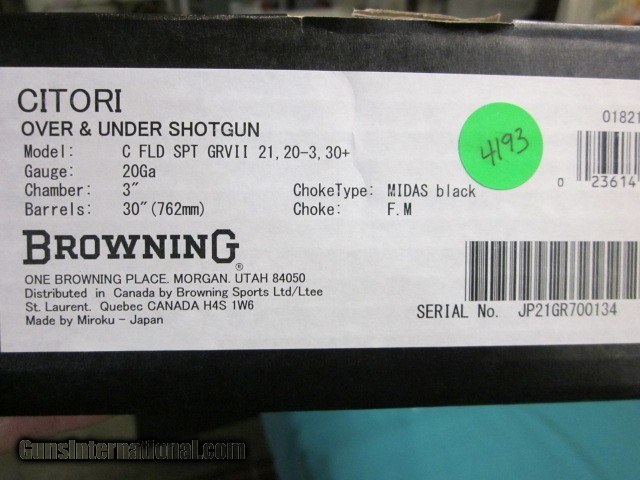 CITORI
OVER & UNDER SHOTGUN
Model: C FLD SPT GRVII 21,20-3,30+
Gauge: 20Ga
Chamber: 3"
ChokeType: MIDAS black
Barrels: 30"(762mm)
Choke: F.M
BROWNING®
ONE BROWNING PLACE. MORGAN. UTAH 84050
Distributed in Canada by Browning Sports Ltd/Ltee
St. Laurent. Quebec CANADA H4S 1W6
Made by Miroku - Japan
4193
01821
0 23614
SERIAL No. JP21GR700134
GunsInternational.com